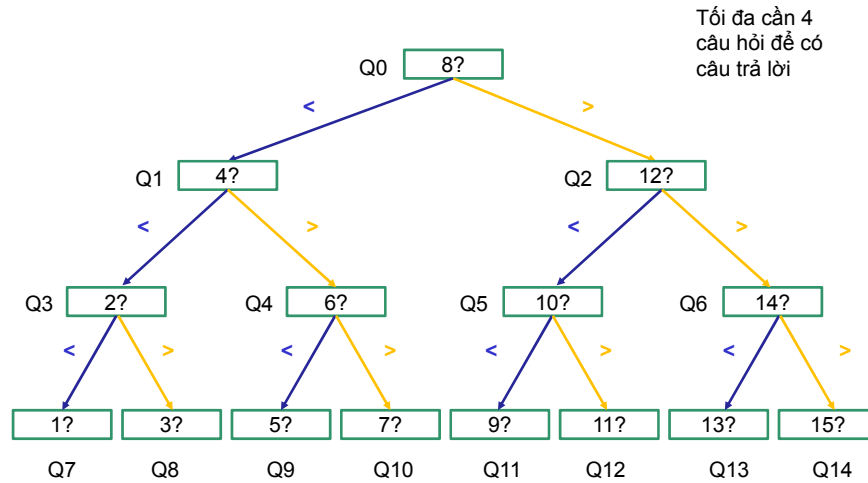 Tối đa cần 4
câu hỏi để có
câu trả lời
Q0 8?
< >
Q1 4? Q2 12?
< > < >
Q3 2? Q4 6? Q5 10? Q6 14?
< > < > < > < >
1? 3? 5? 7? 9? 11? 13? 15?
Q7 Q8 Q9 Q10 Q11 Q12 Q13 Q14